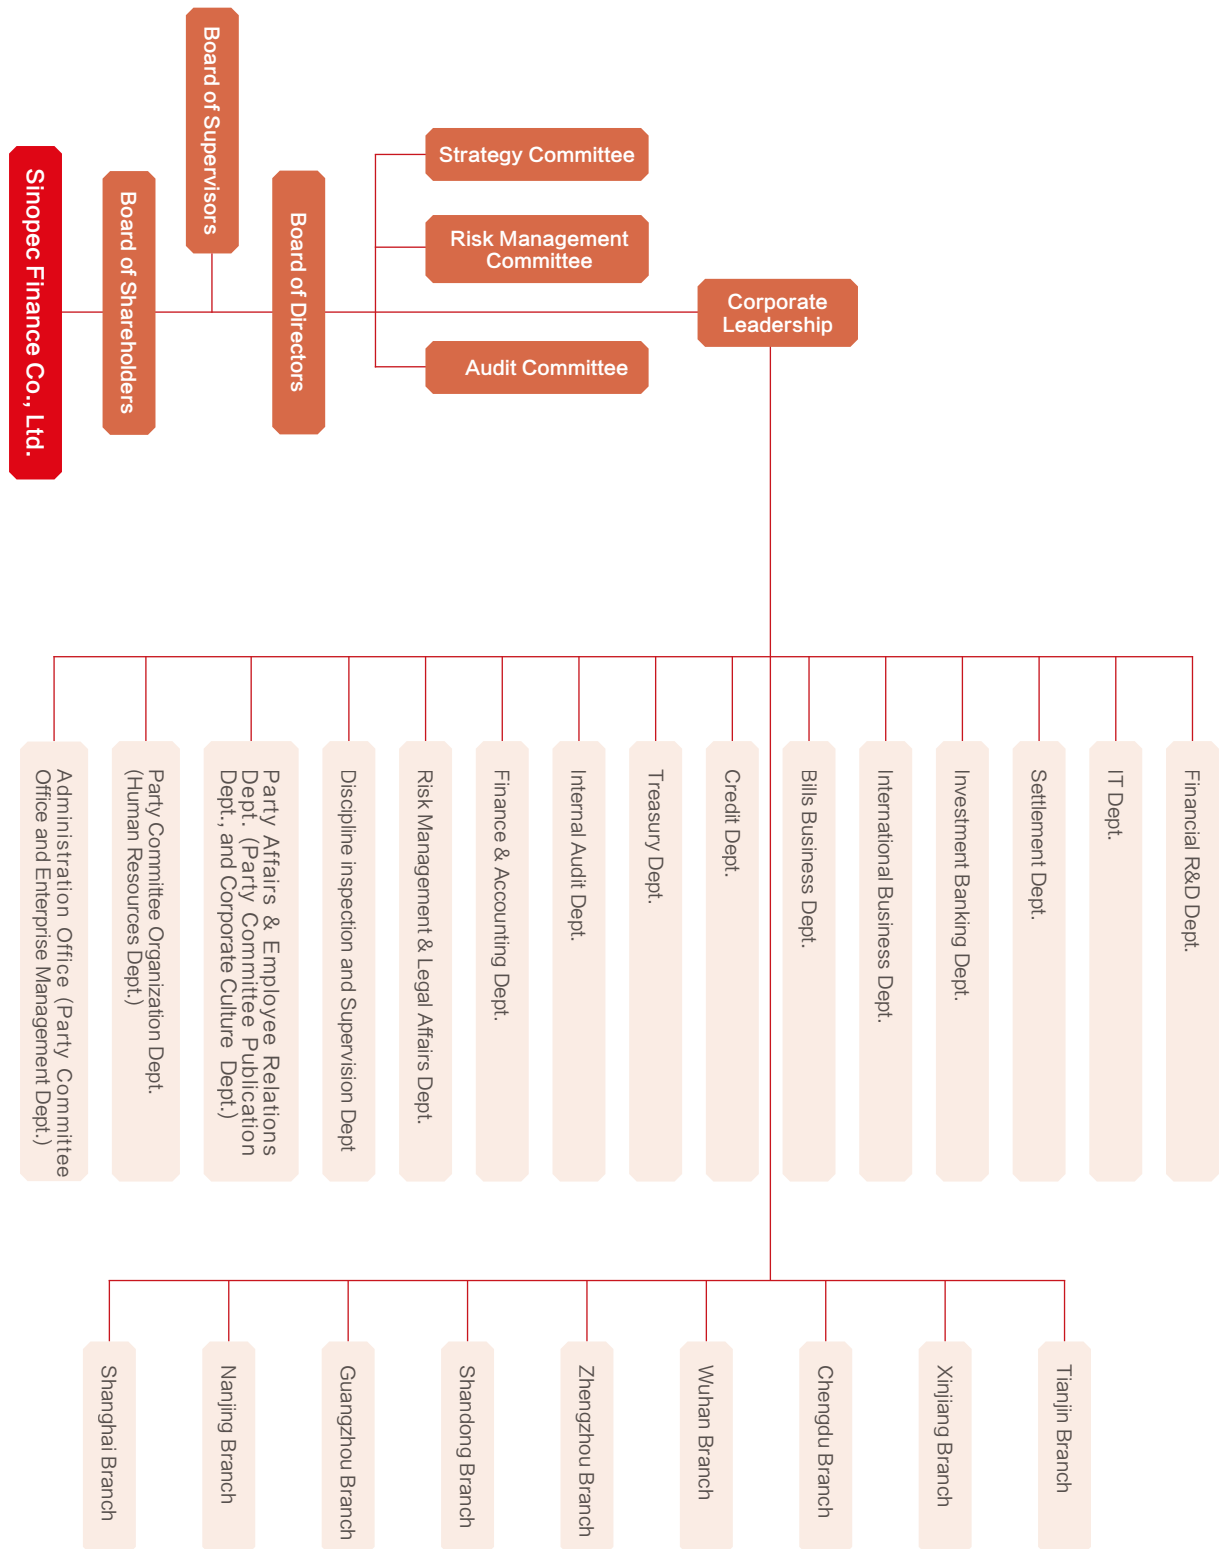 Sinopec Finance Co., Ltd.
Board of Shareholders
Board of Supervisors
Board of Directors
Strategy Committee
Risk Management
Committee
Audit Committee
Corporate
Leadership
Administration Office (Party Committee
Office and Enterprise Management Dept.)
Party Committee Organization Dept.
(Human Resources Dept.)
Party Affairs & Employee Relations
Dept. (Party Committee Publication
Dept., and Corporate Culture Dept.)
Discipline inspection and Supervision Dept
Risk Management & Legal Affairs Dept.
Finance & Accounting Dept.
Internal Audit Dept.
Treasury Dept.
Credit Dept.
Bills Business Dept.
International Business Dept.
Investment Banking Dept.
Settlement Dept.
IT Dept.
Financial R&D Dept.
Shanghai Branch
Nanjing Branch
Guangzhou Branch
Shandong Branch
Zhengzhou Branch
Wuhan Branch
Chengdu Branch
Xinjiang Branch
Tianjin Branch